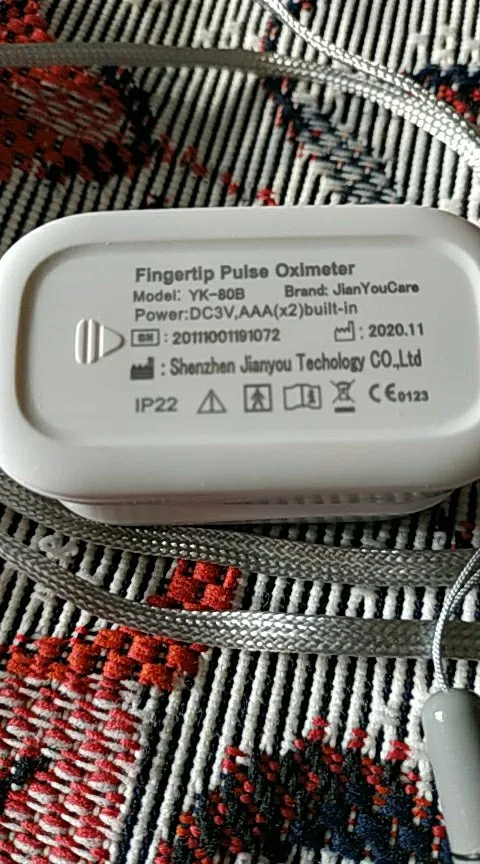 Fingertip Pulse Oximeter
Model: YK-80B Brand: JianYouCare
Power:DC3V,AAA(x2)built-in
SN : 20111001191072 : 2020.11
: Shenzhen Jianyou Techology CO.,Ltd
IP22 CE0123